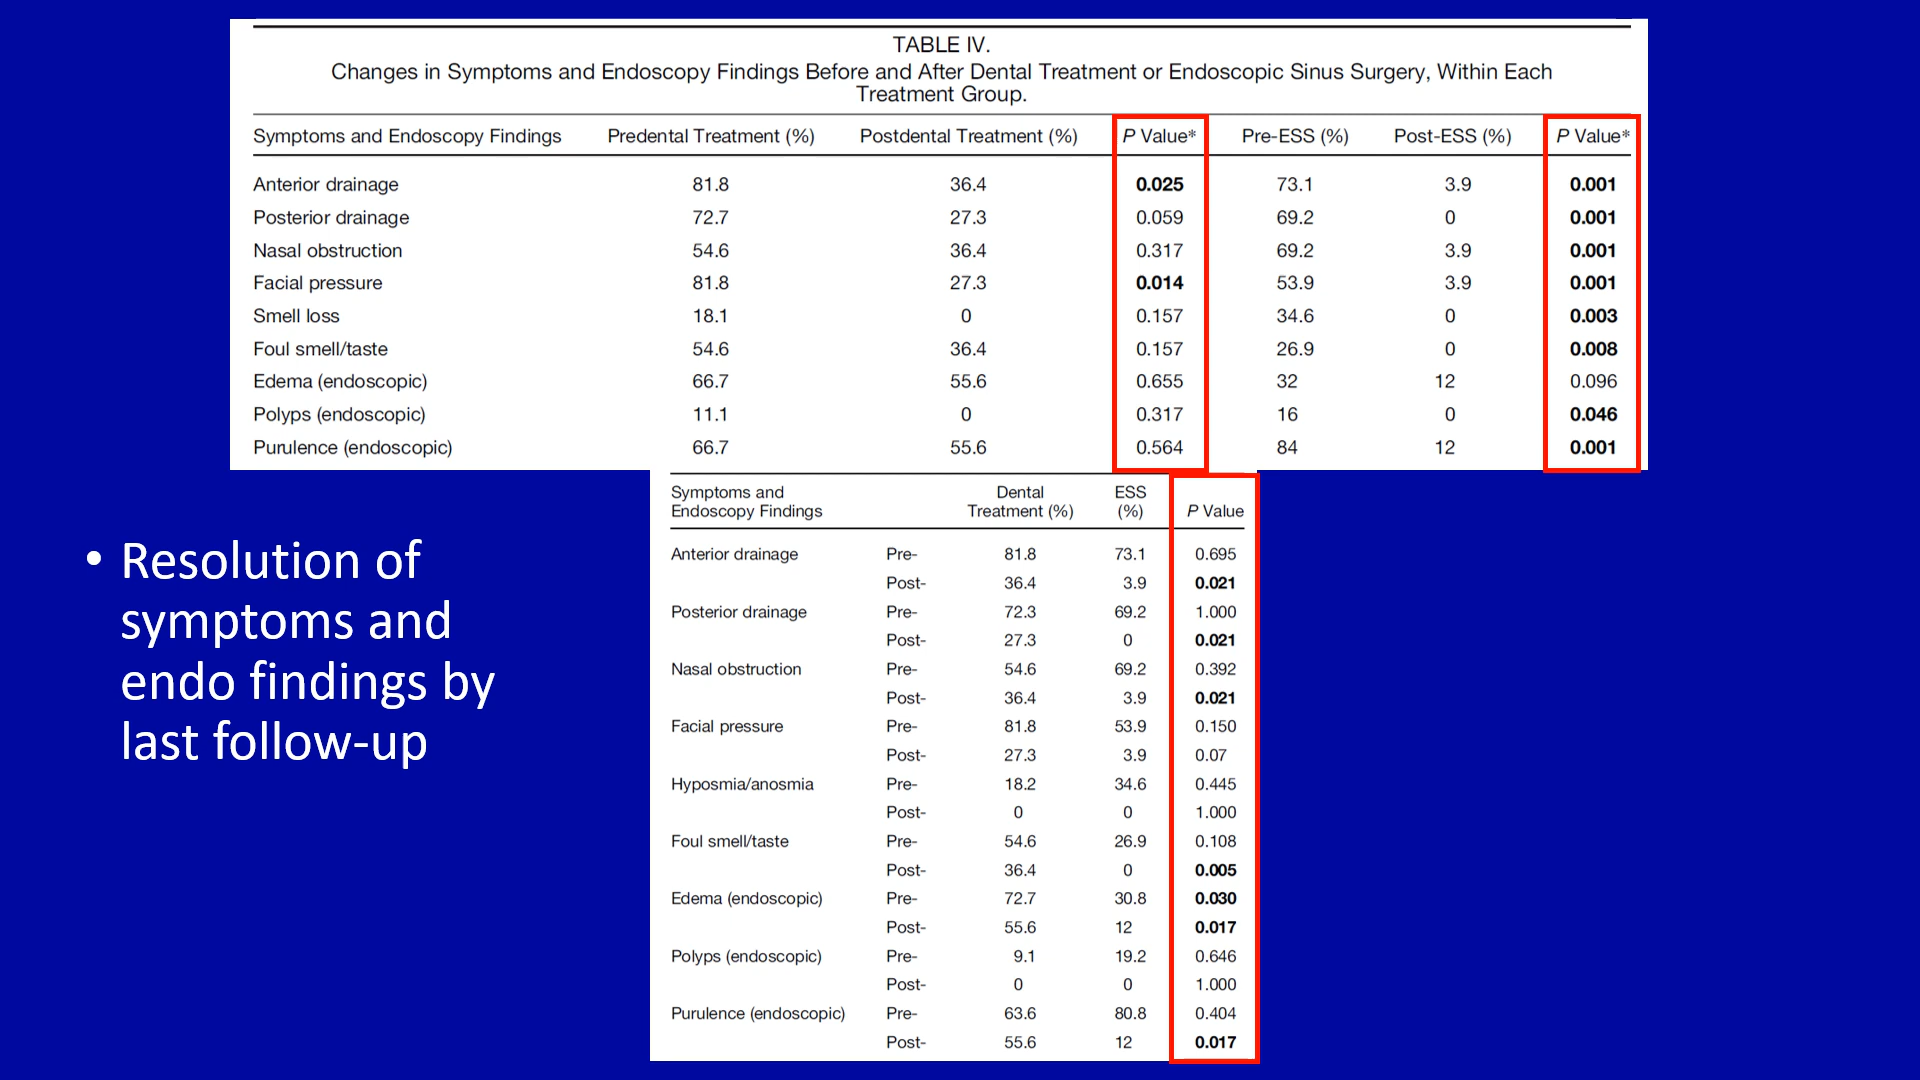 TABLE IV.
Changes in Symptoms and Endoscopy Findings Before and After Dental Treatment or Endoscopic Sinus Surgery, Within Each
Treatment Group.
Symptoms and Endoscopy Findings Predental Treatment (%) Postdental Treatment (%) P Value* Pre-ESS (%) Post-ESS (%) P Value*
Anterior drainage 81.8 36.4 0.025 73.1 3.9 0.001
Posterior drainage 72.7 27.3 0.059 69.2 0 0.001
Nasal obstruction 54.6 36.4 0.317 69.2 3.9 0.001
Facial pressure 81.8 27.3 0.014 53.9 3.9 0.001
Smell loss 18.1 0 0.157 34.6 0 0.003
Foul smell/taste 54.6 36.4 0.157 26.9 0 0.008
Edema (endoscopic) 66.7 55.6 0.655 32 12 0.096
Polyps (endoscopic) 11.1 0 0.317 16 0 0.046
Purulence (endoscopic) 66.7 55.6 0.564 84 12 0.001
• Resolution of
symptoms and
endo findings by
last follow-up
Symptoms and Dental ESS
Endoscopy Findings Treatment (%) (%) P Value
Anterior drainage Pre- 81.8 73.1 0.695
Post- 36.4 3.9 0.021
Posterior drainage Pre- 72.3 69.2 1.000
Post- 27.3 0 0.021
Nasal obstruction Pre- 54.6 69.2 0.392
Post- 36.4 3.9 0.021
Facial pressure Pre- 81.8 53.9 0.150
Post- 27.3 3.9 0.07
Hyposmia/anosmia Pre- 18.2 34.6 0.445
Post- 0 0 1.000
Foul smell/taste Pre- 54.6 26.9 0.108
Post- 36.4 0 0.005
Edema (endoscopic) Pre- 72.7 30.8 0.030
Post- 55.6 12 0.017
Polyps (endoscopic) Pre- 9.1 19.2 0.646
Post- 0 0 1.000
Purulence (endoscopic) Pre- 63.6 80.8 0.404
Post- 55.6 12 0.017